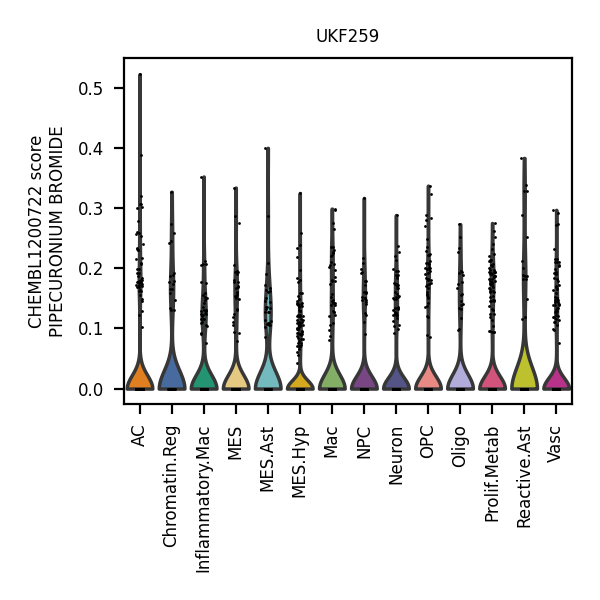 UKF259
CHEMBL1200722 score
PIPECURONIUM BROMIDE
0.5
0.4
0.3
0.2
0.1
0.0
AC
Chromatin.Reg
Inflammatory.Mac
MES
MES.Ast
MES.Hyp
Mac
NPC
Neuron
OPC
Oligo
Prolif.Metab
Reactive.Ast
Vasc